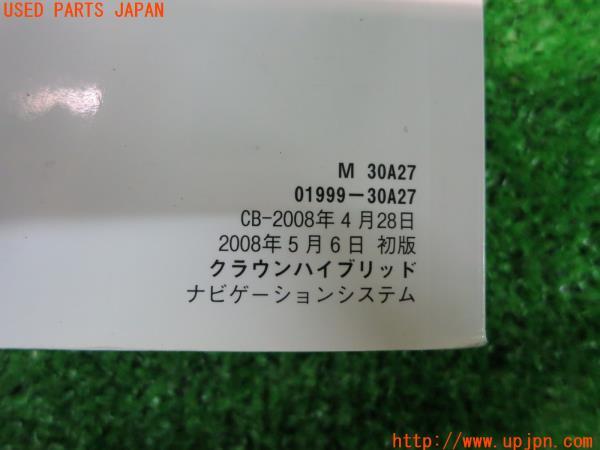 USED PARTS JAPAN
M 30A27
01999-30A27
CB-2008年4月28日
2008年5月6日 初版
クラウンハイブリッド
ナビゲーションシステム
http://www.upjpn.com/